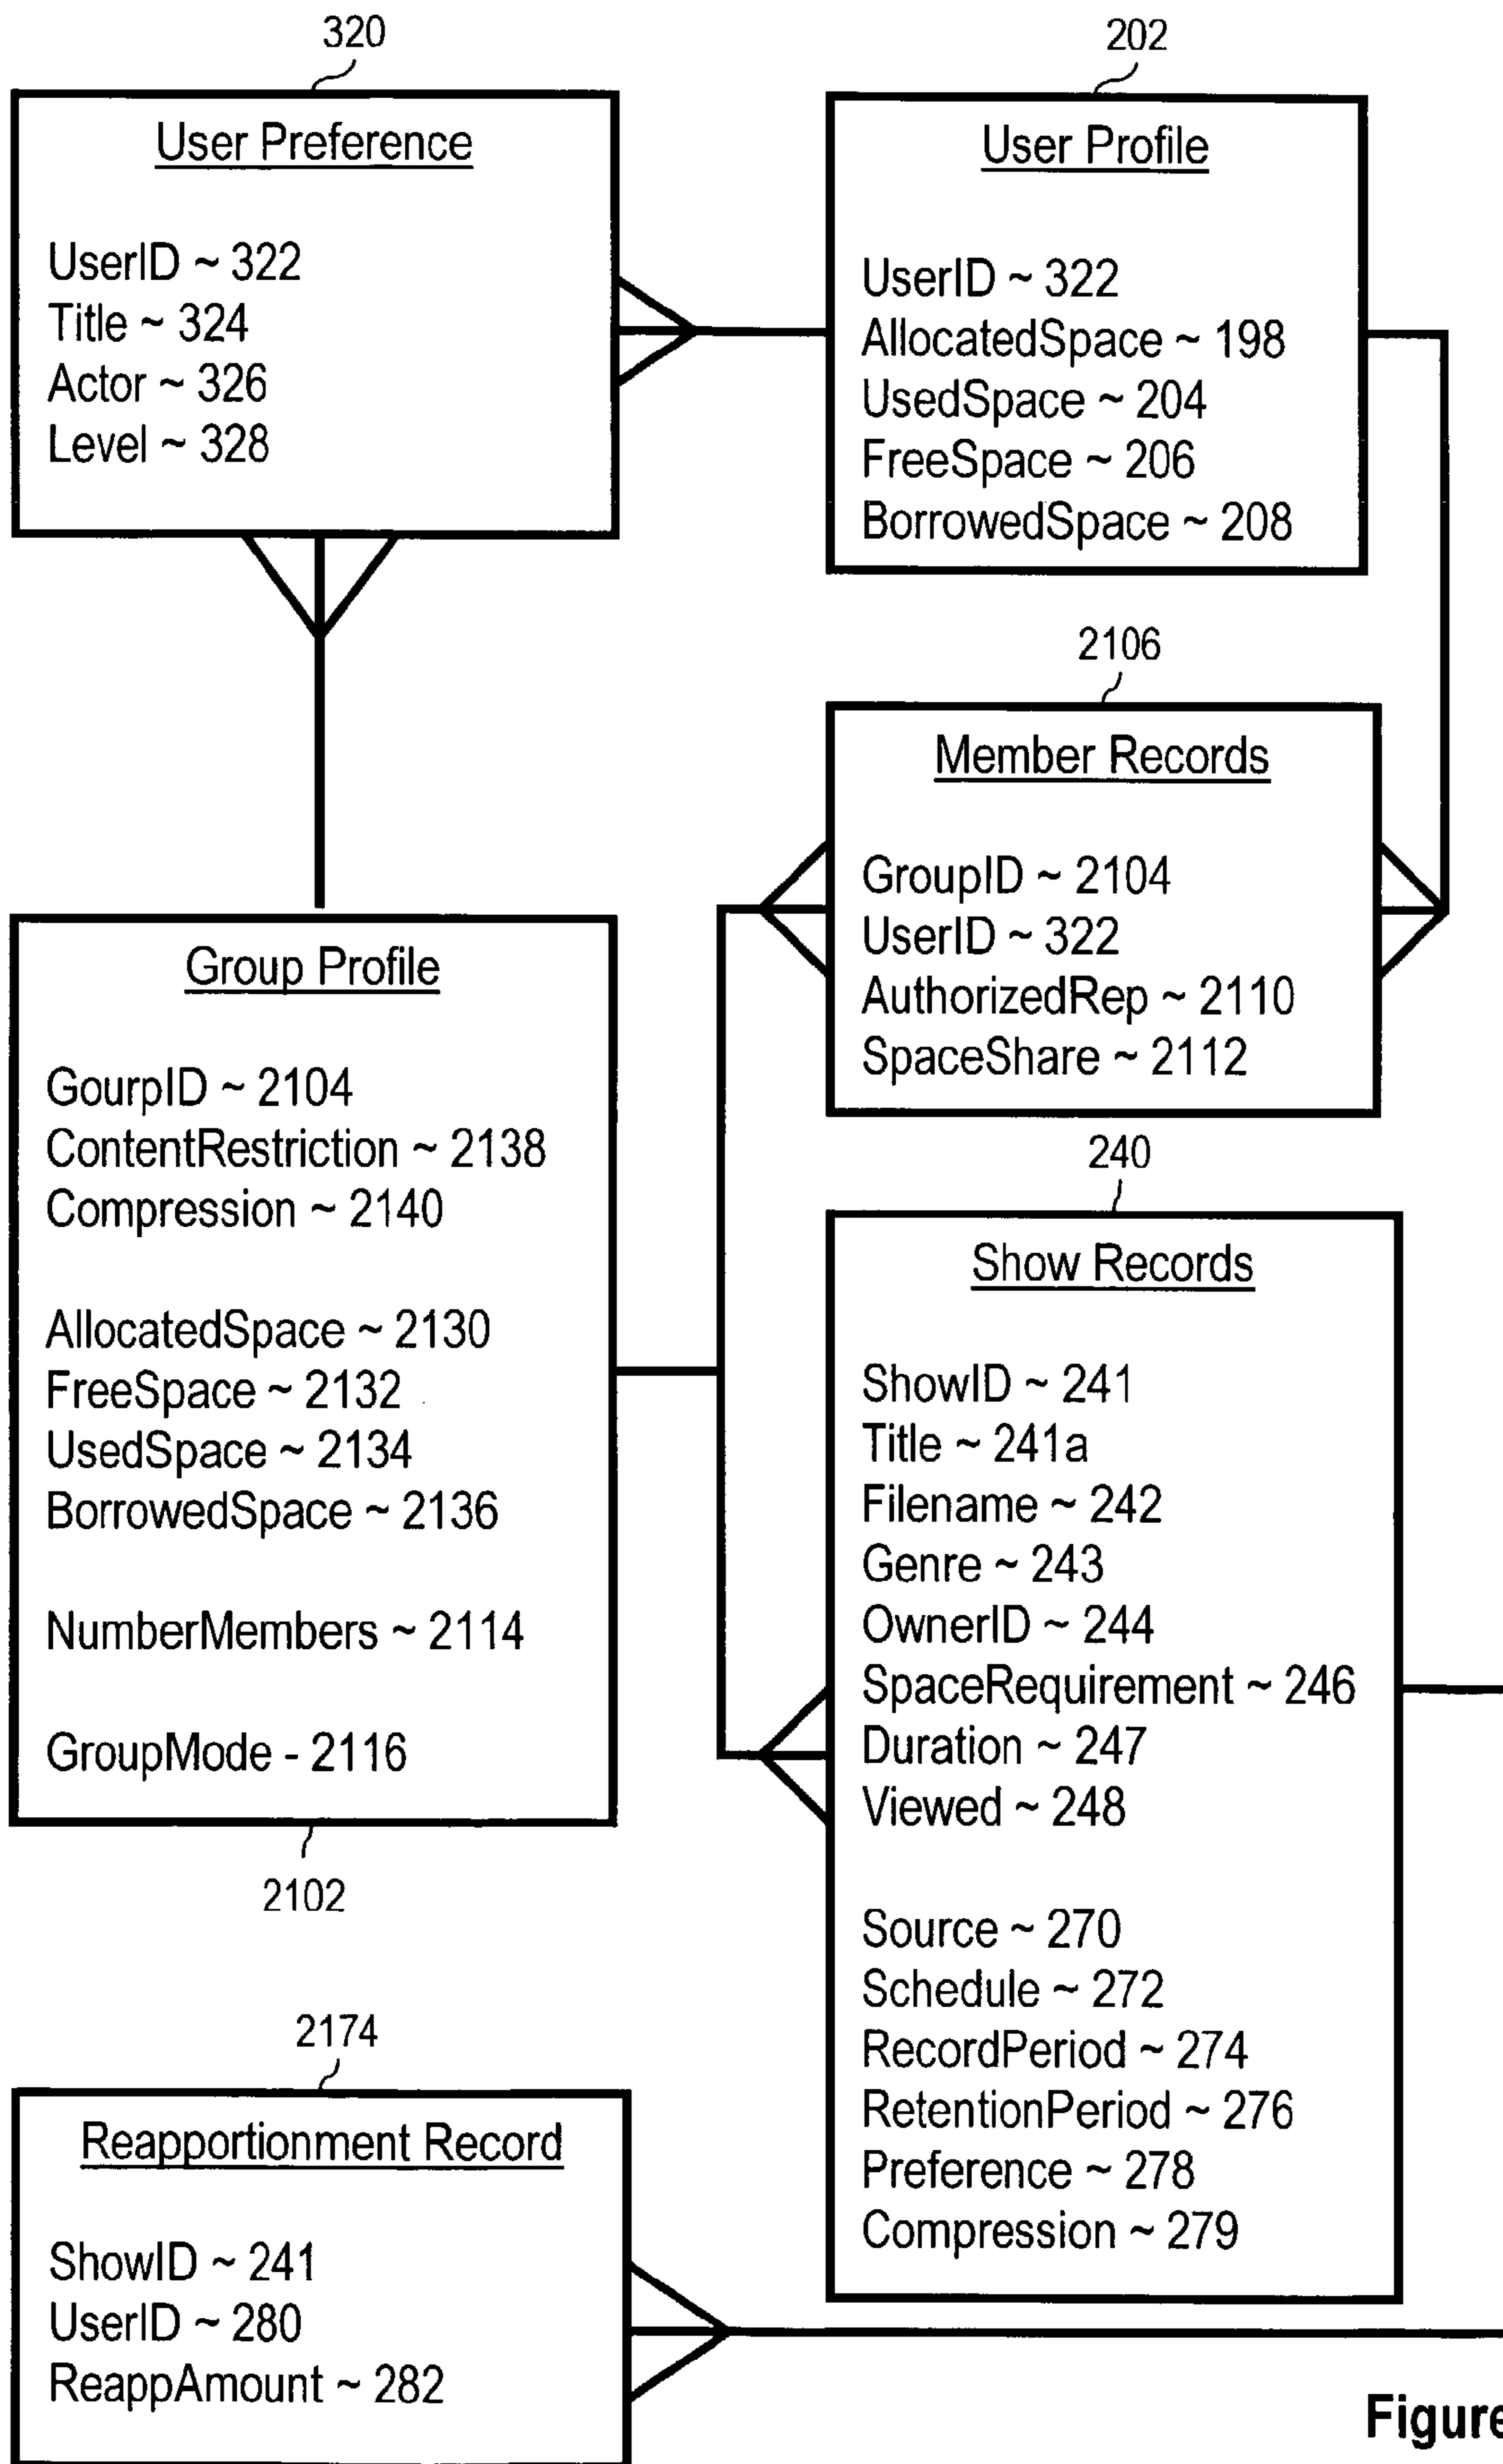 320
User Preference
UserID ~ 322
Title ~ 324
Actor ~ 326
Level ~ 328
202
User Profile
UserID ~ 322
AllocatedSpace ~ 198
UsedSpace ~ 204
FreeSpace ~ 206
BorrowedSpace ~ 208
2106
Member Records
GroupID ~ 2104
UserID ~ 322
AuthorizedRep ~ 2110
SpaceShare ~ 2112
Group Profile
GourpID ~ 2104
ContentRestriction ~ 2138
Compression ~ 2140
AllocatedSpace ~ 2130
FreeSpace ~ 2132
UsedSpace ~ 2134
BorrowedSpace ~ 2136
NumberMembers ~ 2114
GroupMode - 2116
2102
240
Show Records
ShowID ~ 241
Title ~ 241a
Filename ~ 242
Genre ~ 243
OwnerID ~ 244
SpaceRequirement ~ 246
Duration ~ 247
Viewed ~ 248
Source ~ 270
Schedule ~ 272
RecordPeriod ~ 274
RetentionPeriod ~ 276
Preference ~ 278
Compression ~ 279
2174
Reapportionment Record
ShowID ~ 241
UserID ~ 280
ReappAmount ~ 282
Figure